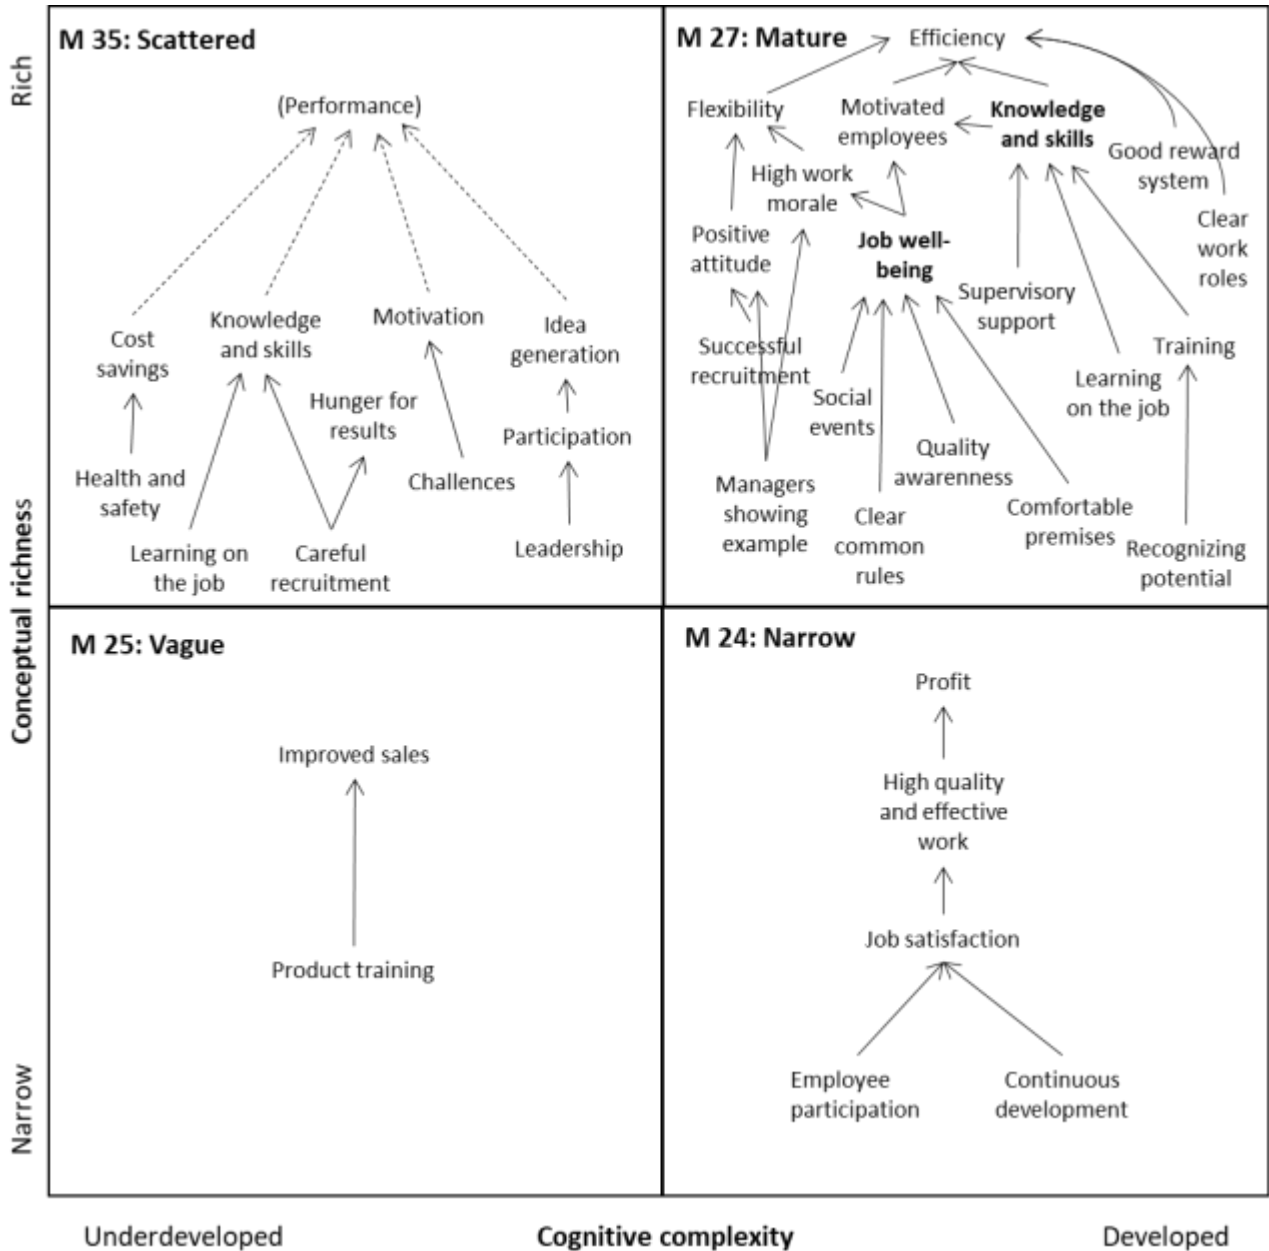 M 35: Scattered
(Performance)
Cost
savings
Knowledge
and skills
Motivation
Idea
generation
Hunger for
results
Participation
Health and
safety
Challences
Learning on
the job
Careful
recruitment
Leadership
M 27: Mature
Efficiency
Flexibility
Motivated
employees
Knowledge
and skills
Good reward
system
High work
morale
Clear
work
roles
Positive
attitude
Job well-
being
Supervisory
support
Successful
recruitment
Training
Learning
on the job
Social
events
Quality
awarenness
Managers
showing
example
Clear
common
rules
Comfortable
premises
Recognizing
potential
M 25: Vague
Improved sales
Product training
M 24: Narrow
Profit
High quality
and effective
work
Job satisfaction
Employee
participation
Continuous
development
Rich
Conceptual richness
Narrow
Underdeveloped
Cognitive complexity
Developed